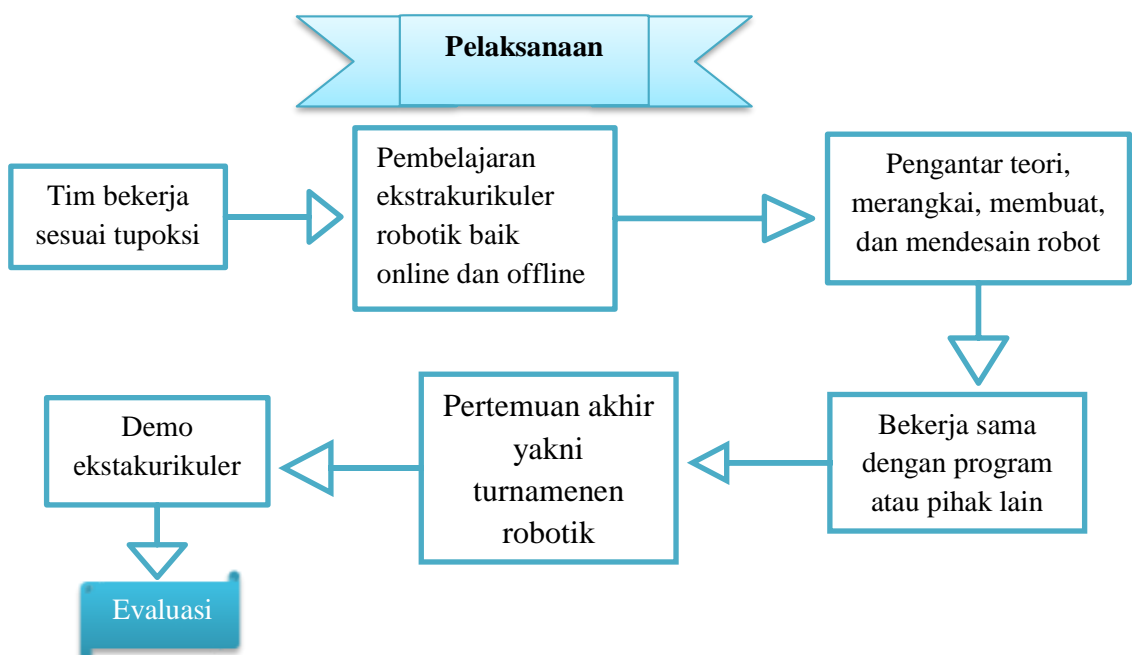 Pelaksanaan
Tim bekerja
sesuai tupoksi
Pembelajaran
ekstrakurikuler
robotik baik
online dan offline
Pengantar teori,
merangkai, membuat,
dan mendesain robot
Bekerja sama
dengan program
atau pihak lain
Pertemuan akhir
yakni
turnamenen
robotik
Demo
ekstakurikuler
Evaluasi